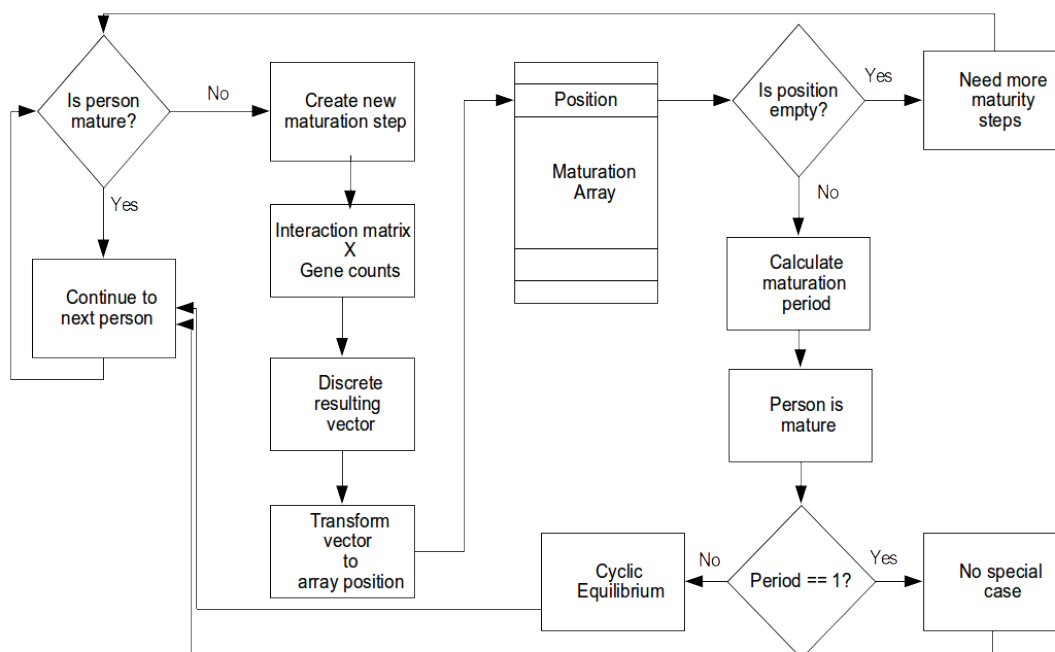 Is person
mature?
No
Yes
Continue to
next person
Create new
maturation step
Interaction matrix
X
Gene counts
Discrete
resulting
vector
Transform
vector
to
array position
Position
Maturation
Array
Is position
empty?
Yes
No
Need more
maturity
steps
Calculate
maturation
period
Person is
mature
Period == 1?
No
Yes
Cyclic
Equilibrium
No special
case